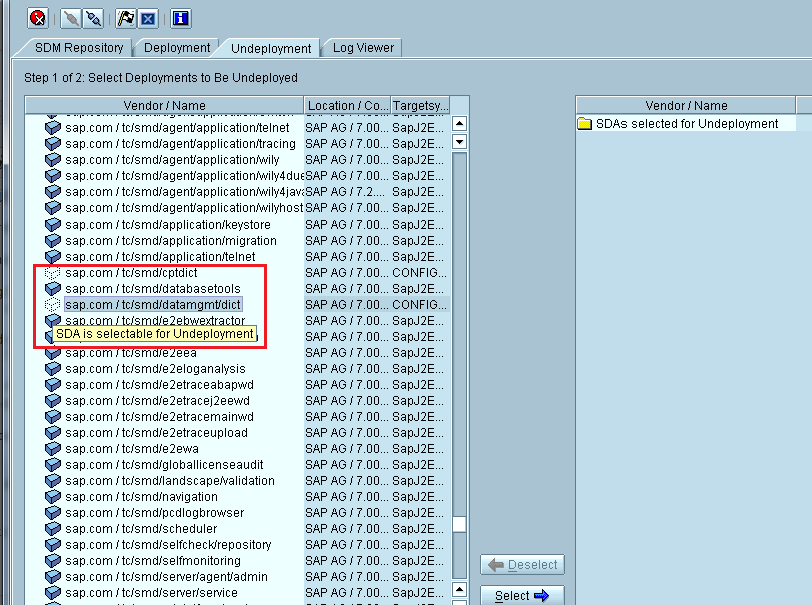 SDM Repository Deployment Undeployment Log Viewer
Step 1 of 2: Select Deployments to Be Undeployed
Vendor / Name Location / Co... Targetsy... Vendor / Name
SDAs selected for Undeployment
sap.com / tc/smd/agent/application/telnet SAP AG / 7.00... SapJ2E...
sap.com / tc/smd/agent/application/tracing SAP AG / 7.00... SapJ2E...
sap.com / tc/smd/agent/application/wily SAP AG / 7.00... SapJ2E...
sap.com / tc/smd/agent/application/wily4due SAP AG / 7.00... SapJ2E...
sap.com / tc/smd/agent/application/wily4java SAP AG / 7.2.... SapJ2E...
sap.com / tc/smd/agent/application/wilyhost SAP AG / 7.00... SapJ2E...
sap.com / tc/smd/application/keystore SAP AG / 7.00... SapJ2E...
sap.com / tc/smd/application/migration SAP AG / 7.00... SapJ2E...
sap.com / tc/smd/application/telnet SAP AG / 7.00... SapJ2E...
sap.com / tc/smd/cptdict SAP AG / 7.00... CONFIG...
sap.com / tc/smd/databasetools SAP AG / 7.00... SapJ2E...
sap.com / tc/smd/datamgmt/dict SAP AG / 7.00... CONFIG...
sap.com / tc/smd/e2ebwextractor SAP AG / 7.00... SapJ2E...
SDA is selectable for Undeployment SAP AG / 7.00... SapJ2E...
sap.com / tc/smd/e2eea SAP AG / 7.00... SapJ2E...
sap.com / tc/smd/e2eloganalysis SAP AG / 7.00... SapJ2E...
sap.com / tc/smd/e2etraceabapwd SAP AG / 7.00... SapJ2E...
sap.com / tc/smd/e2etracej2eewd SAP AG / 7.00... SapJ2E...
sap.com / tc/smd/e2etracemainwd SAP AG / 7.00... SapJ2E...
sap.com / tc/smd/e2etraceupload SAP AG / 7.00... SapJ2E...
sap.com / tc/smd/e2ewa SAP AG / 7.00... SapJ2E...
sap.com / tc/smd/globallicenseaudit SAP AG / 7.00... SapJ2E...
sap.com / tc/smd/landscape/validation SAP AG / 7.00... SapJ2E...
sap.com / tc/smd/navigation SAP AG / 7.00... SapJ2E...
sap.com / tc/smd/pcdlogbrowser SAP AG / 7.00... SapJ2E...
sap.com / tc/smd/scheduler SAP AG / 7.00... SapJ2E...
sap.com / tc/smd/selfcheck/repository SAP AG / 7.00... SapJ2E...
sap.com / tc/smd/selfmonitoring SAP AG / 7.00... SapJ2E...
sap.com / tc/smd/server/agent/admin SAP AG / 7.00... SapJ2E...
sap.com / tc/smd/server/service SAP AG / 7.00... SapJ2E...
Deselect
Select